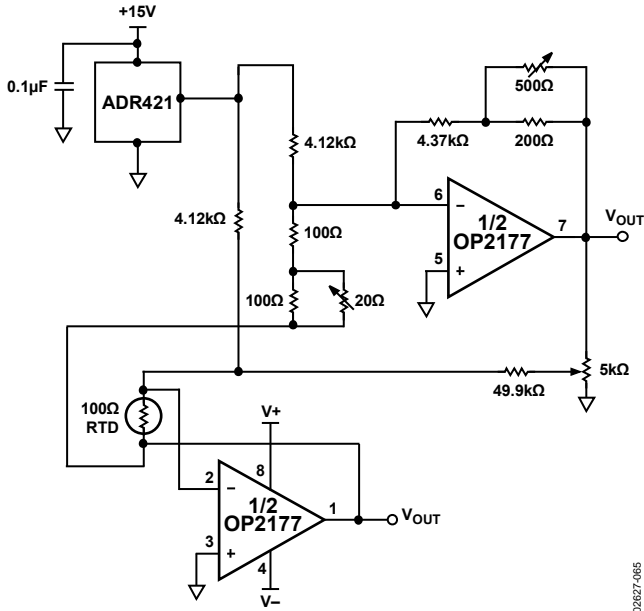 +15V
0.1µF
ADR421
500Ω
4.12kΩ
4.37kΩ
200Ω
4.12kΩ
6
−
1/2
OP2177
7
VOUT
5
+
100Ω
100Ω
20Ω
5kΩ
49.9kΩ
100Ω
RTD
V+
8
2
−
1/2
OP2177
1
VOUT
3
+
4
V−
02627-065